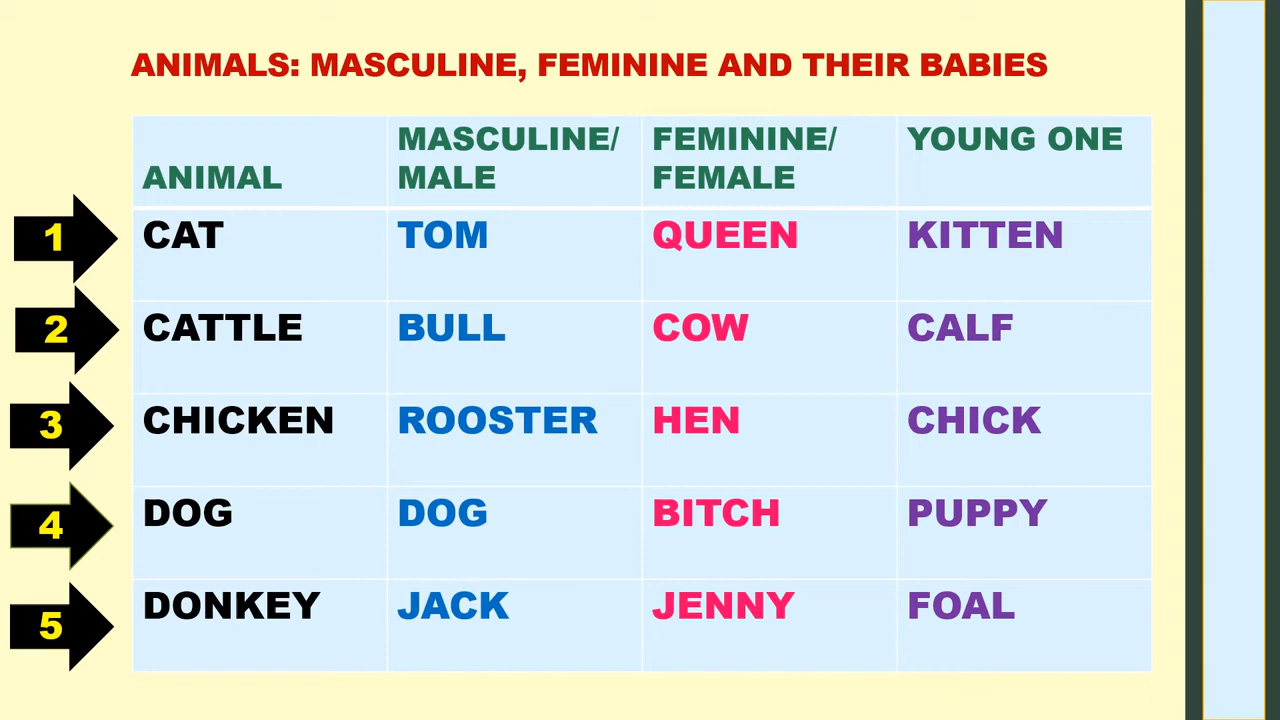 ANIMALS: MASCULINE, FEMININE AND THEIR BABIES
ANIMAL MASCULINE/ MALE FEMININE/ FEMALE YOUNG ONE
1 CAT TOM QUEEN KITTEN
2 CATTLE BULL COW CALF
3 CHICKEN ROOSTER HEN CHICK
4 DOG DOG BITCH PUPPY
5 DONKEY JACK JENNY FOAL